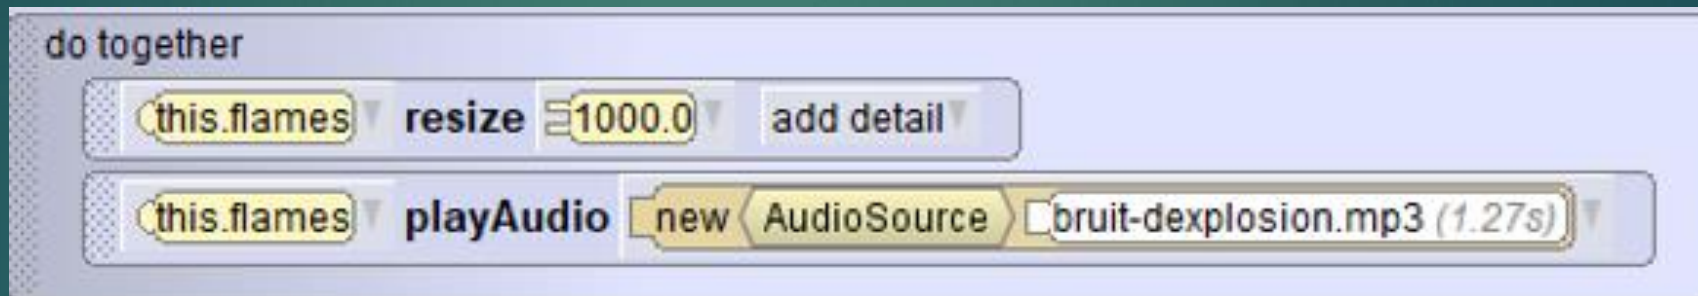 do together
this.flames resize 1000.0 add detail
this.flames playAudio new AudioSource bruit-dexplosion.mp3 (1.27s)